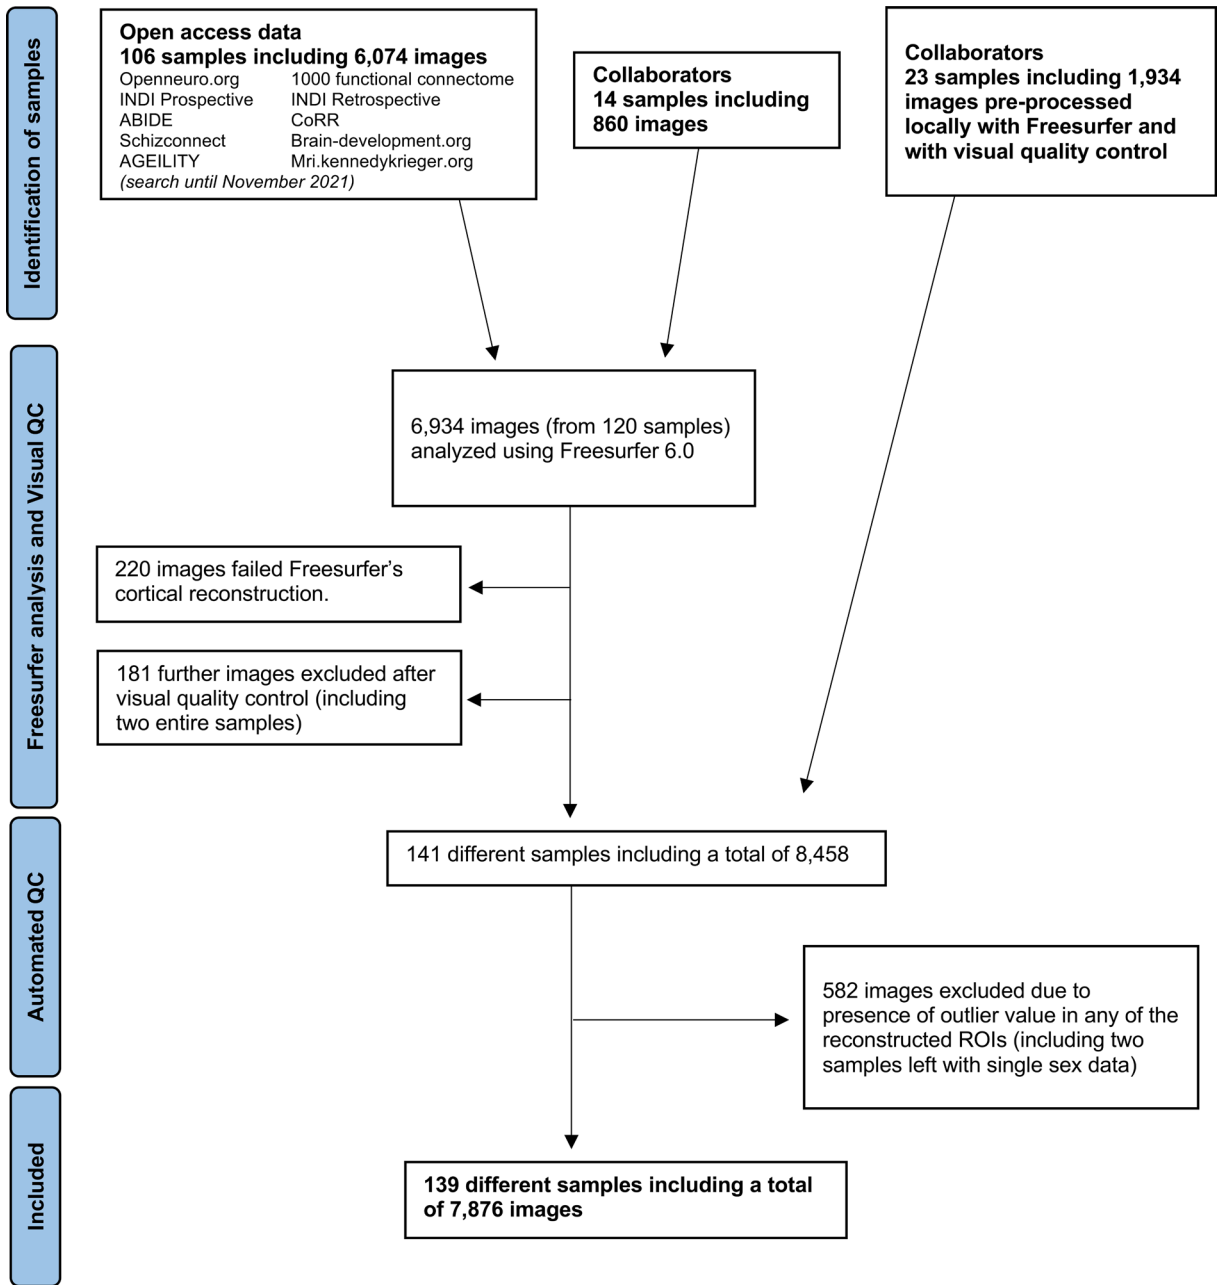 Identification of samples
Open access data
106 samples including 6,074 images
Openneuro.org 1000 functional connectome
INDI Prospective INDI Retrospective
ABIDE CoRR
Schizconnect Brain-development.org
AGEILITY Mri.kennedykrieger.org
(search until November 2021)
Collaborators
14 samples including
860 images
Collaborators
23 samples including 1,934
images pre-processed
locally with Freesurfer and
with visual quality control
Freesurfer analysis and Visual QC
6,934 images (from 120 samples)
analyzed using Freesurfer 6.0
220 images failed Freesurfer's
cortical reconstruction.
181 further images excluded after
visual quality control (including
two entire samples)
Automated QC
141 different samples including a total of 8,458
582 images excluded due to
presence of outlier value in any of the
reconstructed ROIs (including two
samples left with single sex data)
Included
139 different samples including a total
of 7,876 images